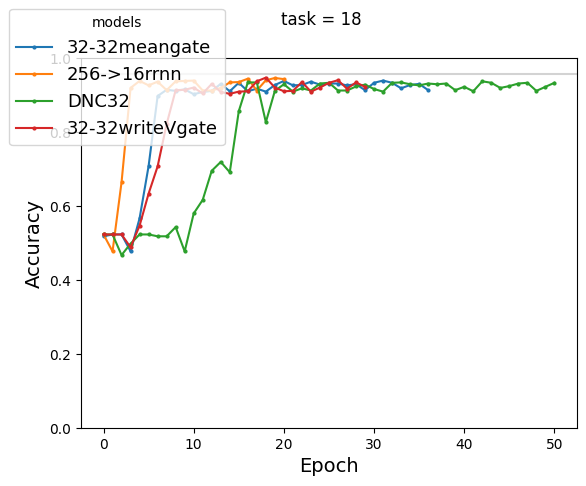 task = 18
models
32-32meangate
256->16rrnn
DNC32
32-32writeVgate
1.0
0.8
0.6
0.4
0.2
0.0
Accuracy
0 10 20 30 40 50
Epoch